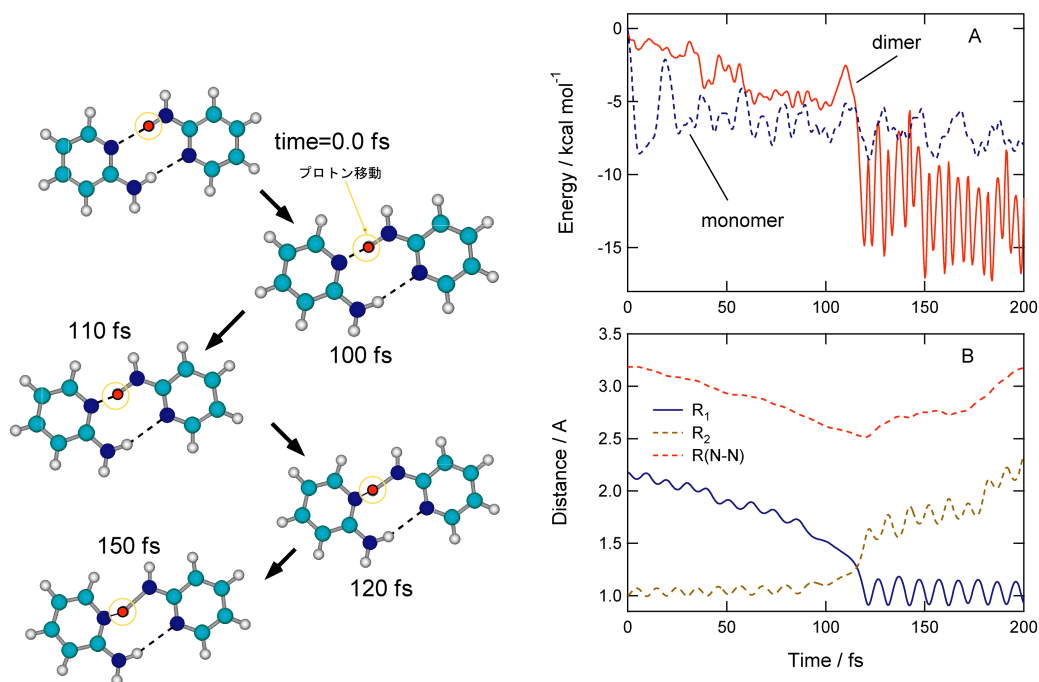 time=0.0 fs
プロトン移動
100 fs
110 fs
120 fs
150 fs
A
dimer
monomer
Energy / kcal mol⁻¹
0
-5
-10
-15
0
50
100
150
200
B
R₁
R₂
R(N-N)
Distance / A
3.5
3.0
2.5
2.0
1.5
1.0
0
50
100
150
200
Time / fs